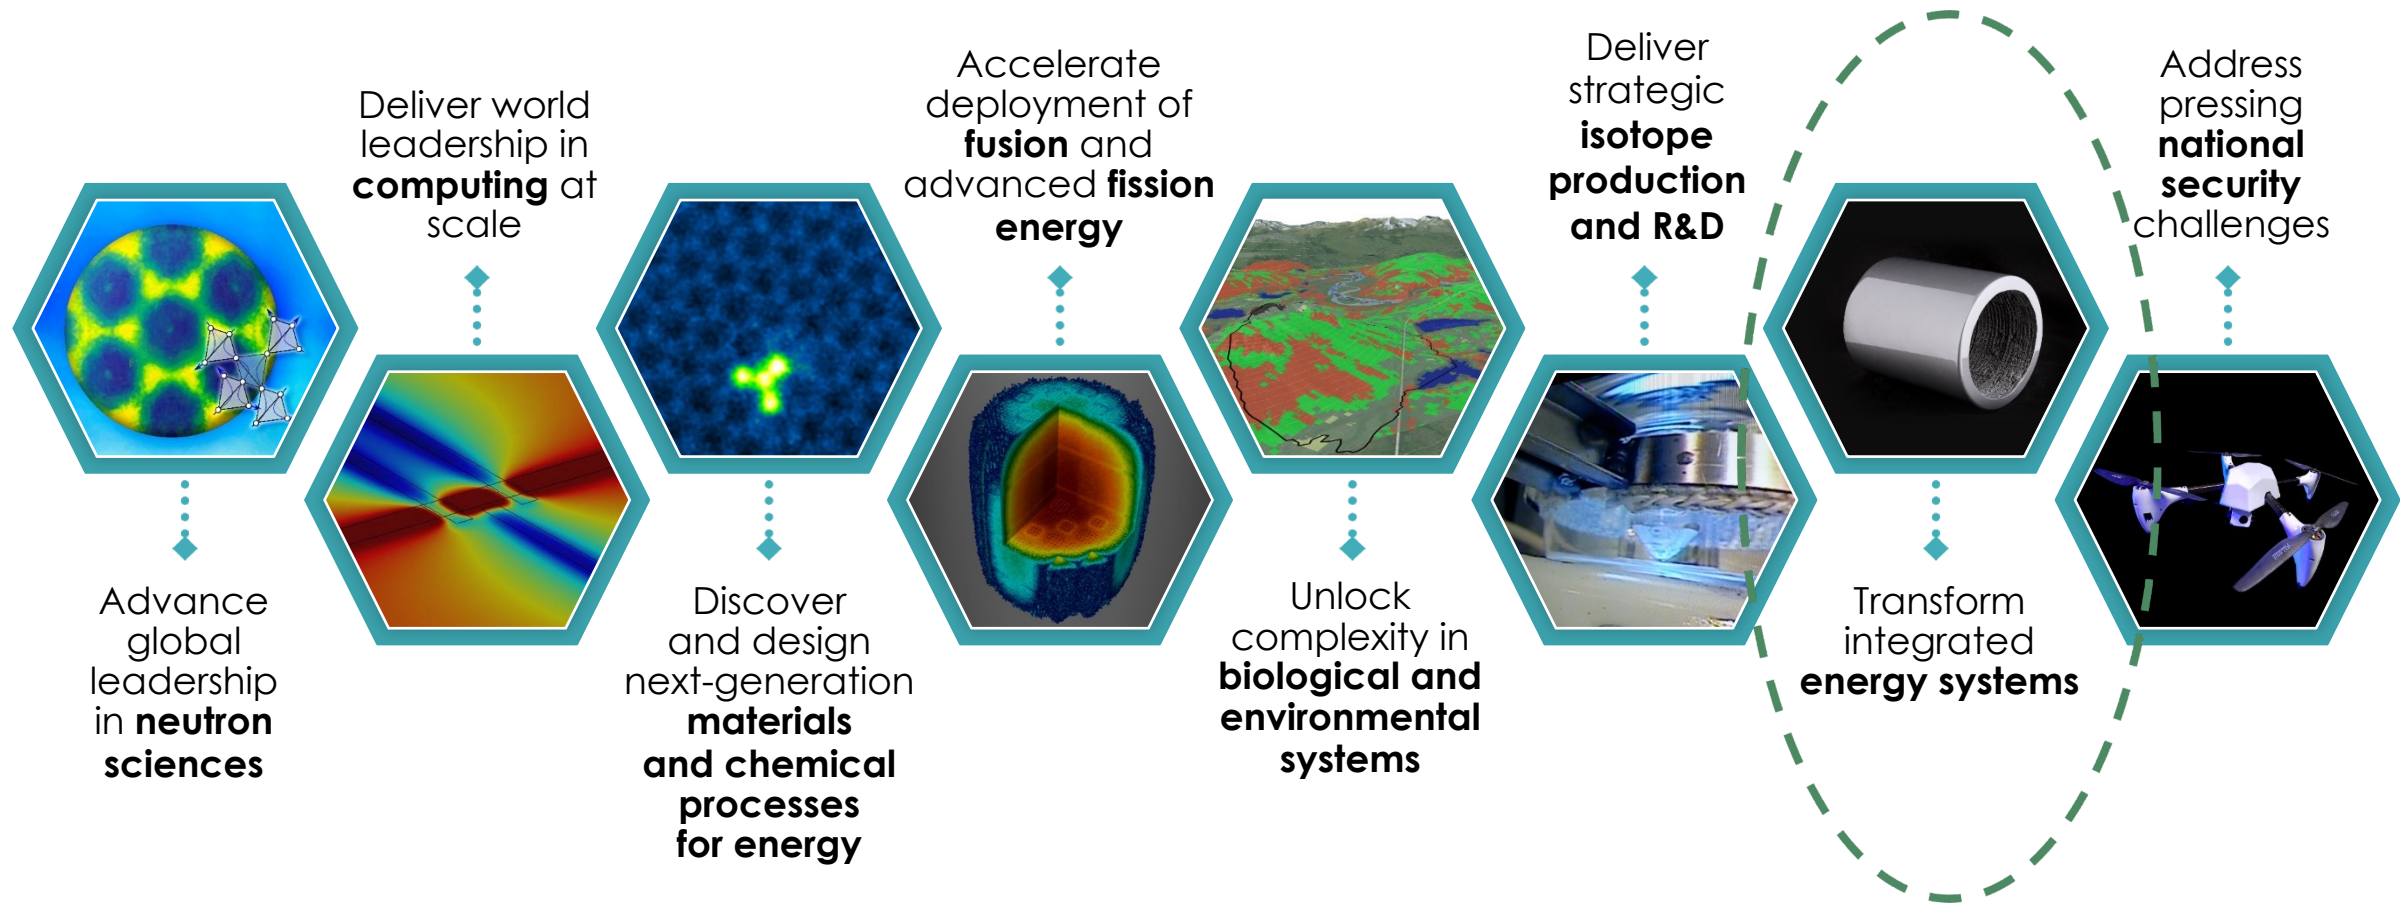 Advance
global
leadership
in neutron
sciences
Deliver world
leadership in
computing at
scale
Discover
and design
next-generation
materials
and chemical
processes
for energy
Accelerate
deployment of
fusion and
advanced fission
energy
Unlock
complexity in
biological and
environmental
systems
Deliver
strategic
isotope
production
and R&D
Transform
integrated
energy systems
Address
pressing
national
security
challenges